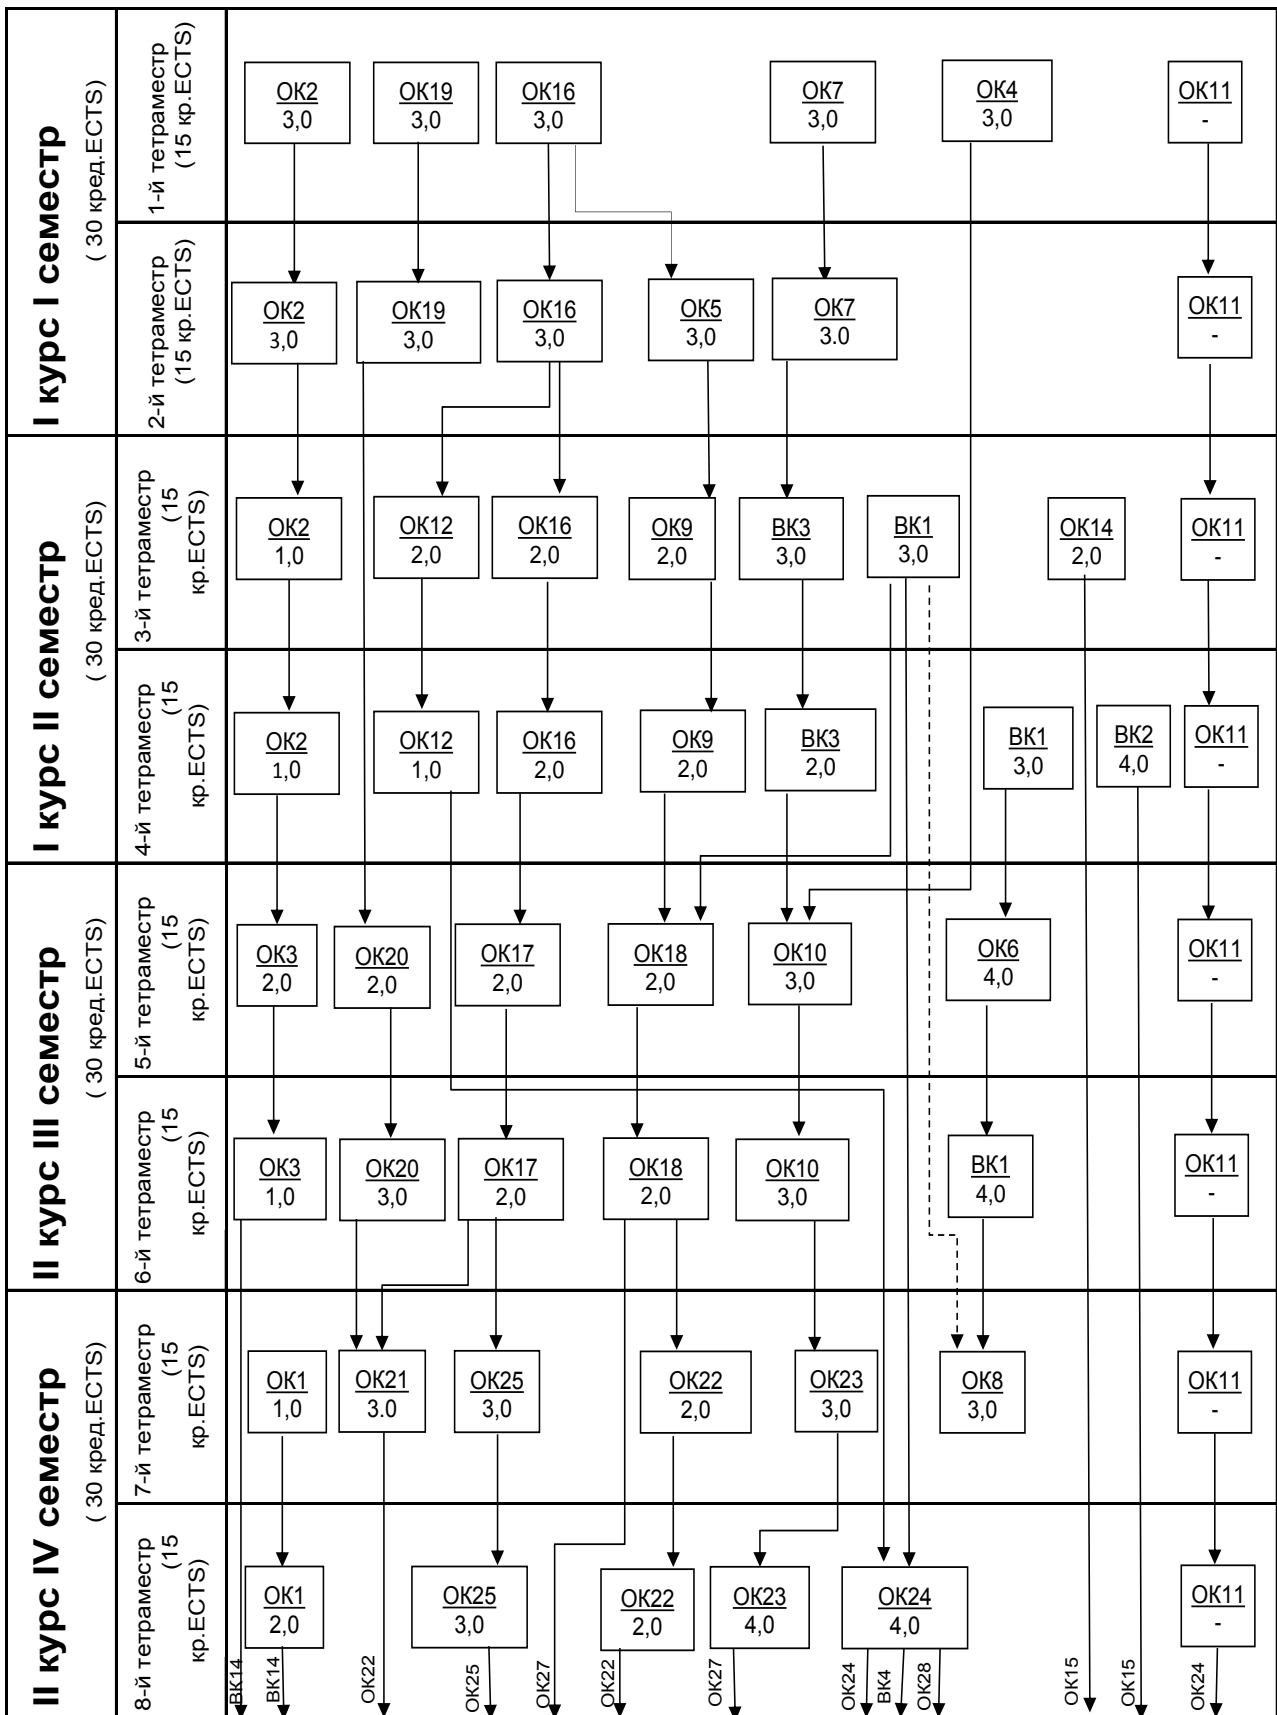 I курс I семестр
( 30 кред.ECTS)
1-й тетраместр
(15 кр.ECTS)
ОК2
3,0
ОК19
3,0
ОК16
3,0
ОК7
3,0
ОК4
3,0
ОК11
-
2-й тетраместр
(15 кр.ECTS)
ОК2
3,0
ОК19
3,0
ОК16
3,0
ОК5
3,0
ОК7
3.0
ОК11
-
I курс II семестр
( 30 кред.ECTS)
3-й тетраместр
(15
кр.ECTS)
ОК2
1,0
ОК12
2,0
ОК16
2,0
ОК9
2,0
ВК3
3,0
ВК1
3,0
ОК14
2,0
ОК11
-
4-й тетраместр
(15
кр.ECTS)
ОК2
1,0
ОК12
1,0
ОК16
2,0
ОК9
2,0
ВК3
2,0
ВК1
3,0
ВК2
4,0
ОК11
-
II курс III семестр
( 30 кред.ECTS)
5-й тетраместр
(15
кр.ECTS)
ОК3
2,0
ОК20
2,0
ОК17
2,0
ОК18
2,0
ОК10
3,0
ОК6
4,0
ОК11
-
6-й тетраместр
(15
кр.ECTS)
ОК3
1,0
ОК20
3,0
ОК17
2,0
ОК18
2,0
ОК10
3,0
ВК1
4,0
ОК11
-
II курс IV семестр
( 30 кред.ECTS)
7-й тетраместр
(15
кр.ECTS)
ОК1
1,0
ОК21
3.0
ОК25
3,0
ОК22
2,0
ОК23
3,0
ОК8
3,0
ОК11
-
8-й тетраместр
(15
кр.ECTS)
ОК1
2,0
ОК25
3,0
ОК22
2,0
ОК23
4,0
ОК24
4,0
ОК11
-
ВК14
ВК14
ОК22
ОК25
ОК27
ОК22
ОК27
ОК24
ВК4
ОК28
ОК15
ОК15
ОК24